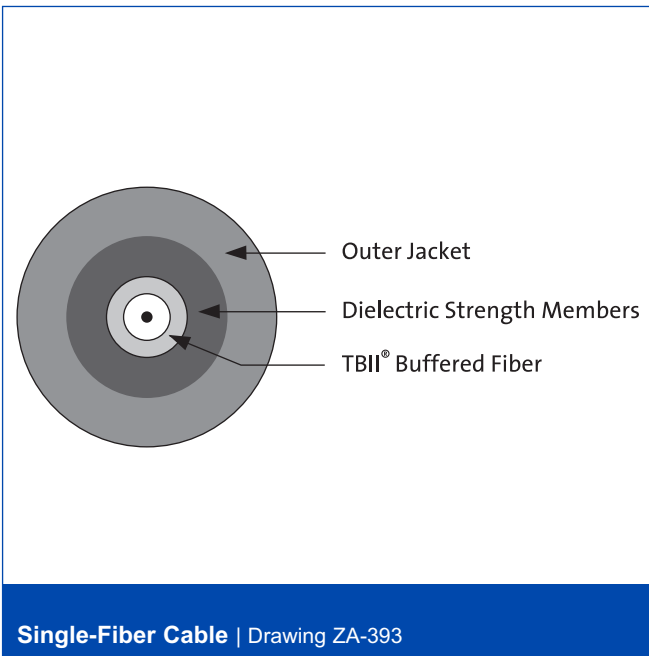 Outer Jacket
Dielectric Strength Members
TBII® Buffered Fiber
Single-Fiber Cable | Drawing ZA-393